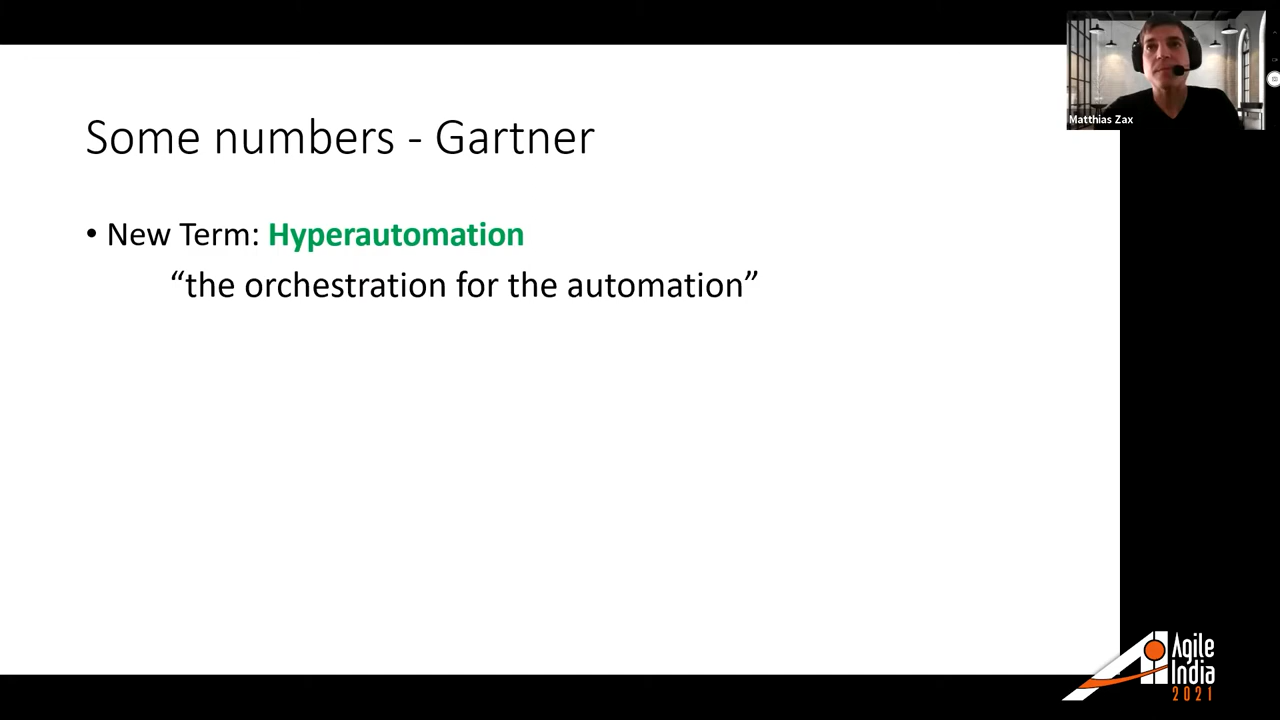 Some numbers - Gartner
• New Term: Hyperautomation
“the orchestration for the automation”
Matthias Zax
Agile
India
2021